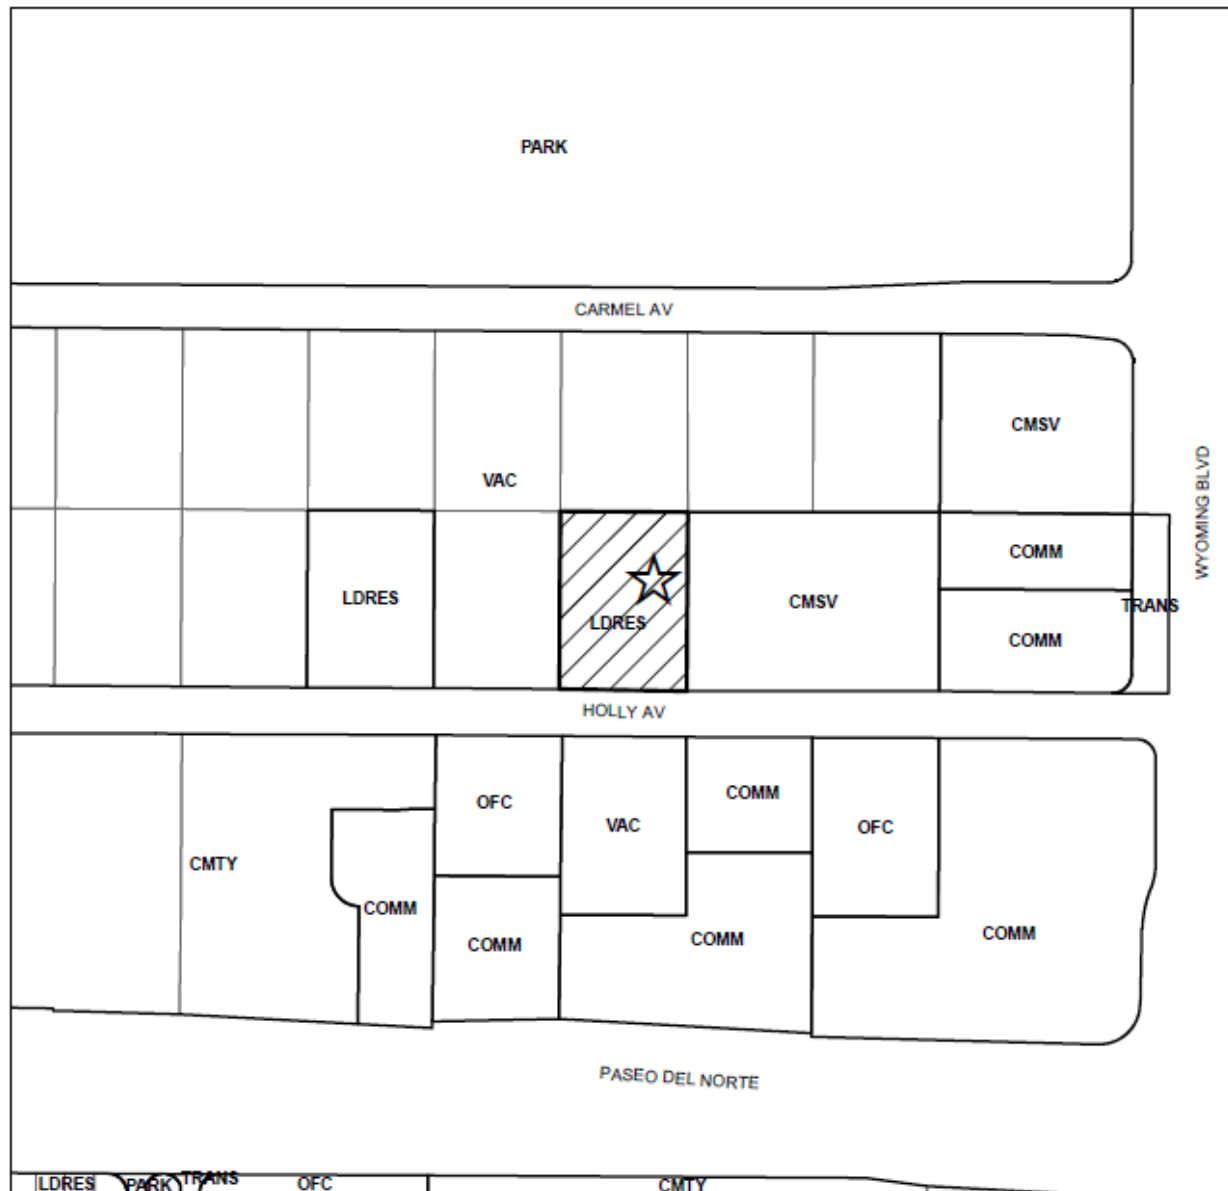 PARK
CARMEL AV
CMSV
WYOMING BLVD
VAC
COMM
LDRES
LDRES
CMSV
TRANS
COMM
HOLLY AV
OFC
COMM
VAC
OFC
CMTY
COMM
COMM
COMM
COMM
PASEO DEL NORTE
LDRES
PARK
TRANS
OFC
CMTY